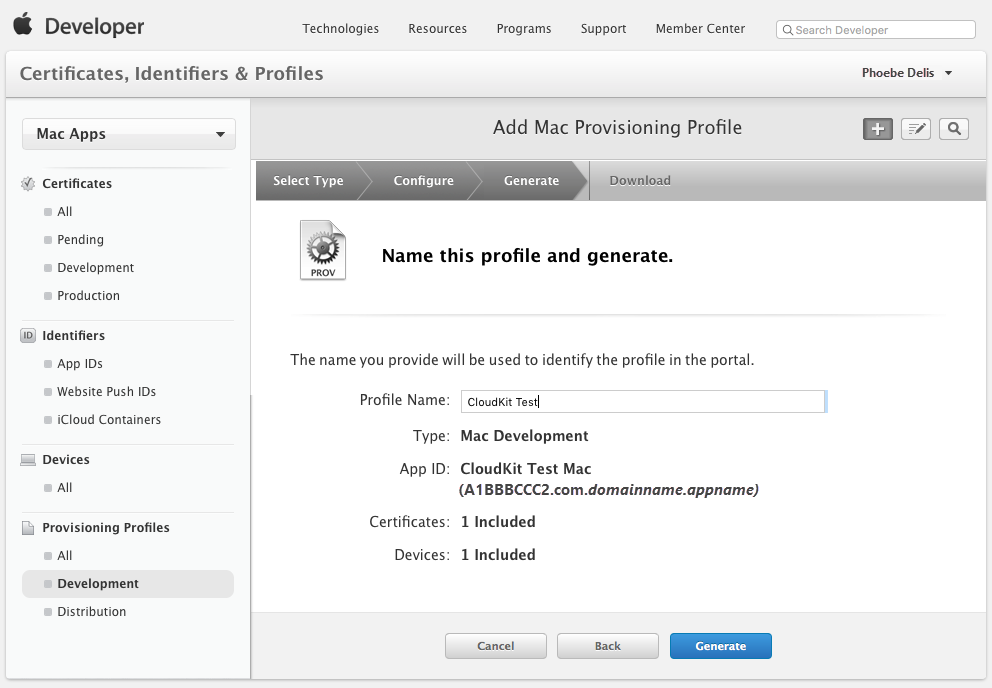 Developer
Technologies Resources Programs Support Member Center Search Developer
Certificates, Identifiers & Profiles
Phoebe Delis
Mac Apps
Add Mac Provisioning Profile
Certificates
All
Pending
Development
Production
ID Identifiers
App IDs
Website Push IDs
iCloud Containers
Devices
All
Provisioning Profiles
All
Development
Distribution
Select Type Configure Generate Download
PROV
Name this profile and generate.
The name you provide will be used to identify the profile in the portal.
Profile Name: CloudKit Test
Type: Mac Development
App ID: CloudKit Test Mac
(A1BBBCCC2.com.domainname.appname)
Certificates: 1 Included
Devices: 1 Included
Cancel Back Generate